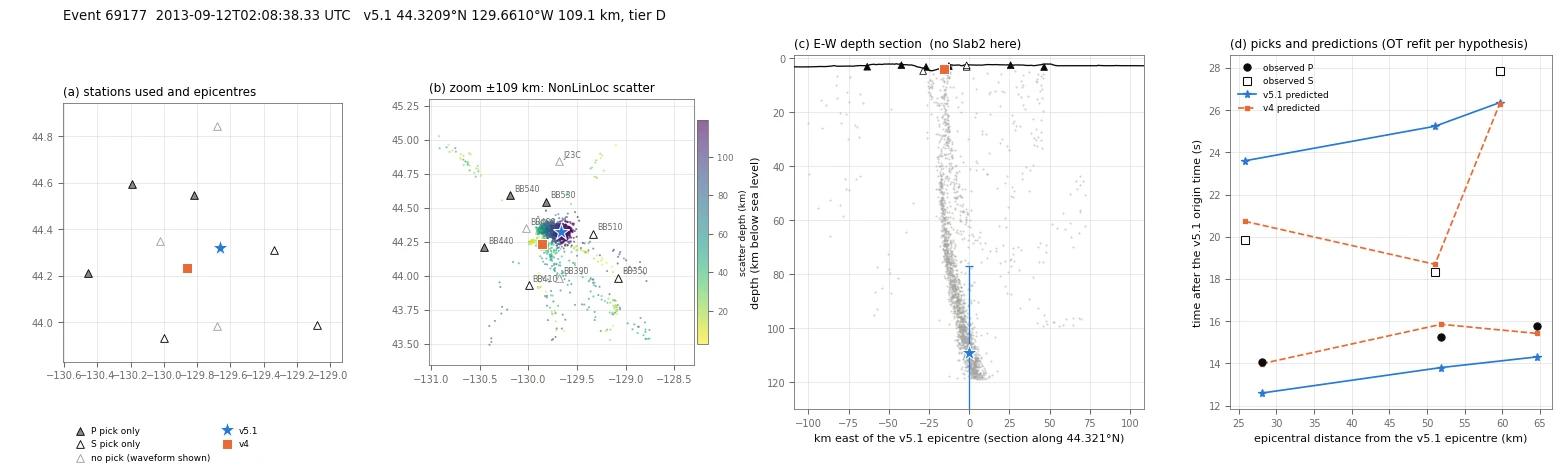 Event 69177  2013-09-12T02:08:38.33 UTC   v5.1 44.3209°N 129.6610°W 109.1 km, tier D
(a) stations used and epicentres
44.8
44.6
44.4
44.2
44.0
−130.6 −130.4 −130.2 −130.0 −129.8 −129.6 −129.4 −129.2 −129.0
P pick only
S pick only
no pick (waveform shown)
v5.1
v4
(b) zoom ±109 km: NonLinLoc scatter
45.25
45.00
44.75
44.50
44.25
44.00
43.75
43.50
J23C
BB540
BB530
BB510
BB440
BB390
BB350
BB410
−131.0 −130.5 −130.0 −129.5 −129.0 −128.5
100
80
60
40
20
scatter depth (km)
(c) E-W depth section  (no Slab2 here)
0
20
40
60
80
100
120
depth (km below sea level)
−100 −75 −50 −25 0 25 50 75 100
km east of the v5.1 epicentre (section along 44.321°N)
(d) picks and predictions (OT refit per hypothesis)
observed P
observed S
v5.1 predicted
v4 predicted
28
26
24
22
20
18
16
14
12
time after the v5.1 origin time (s)
25 30 35 40 45 50 55 60 65
epicentral distance from the v5.1 epicentre (km)